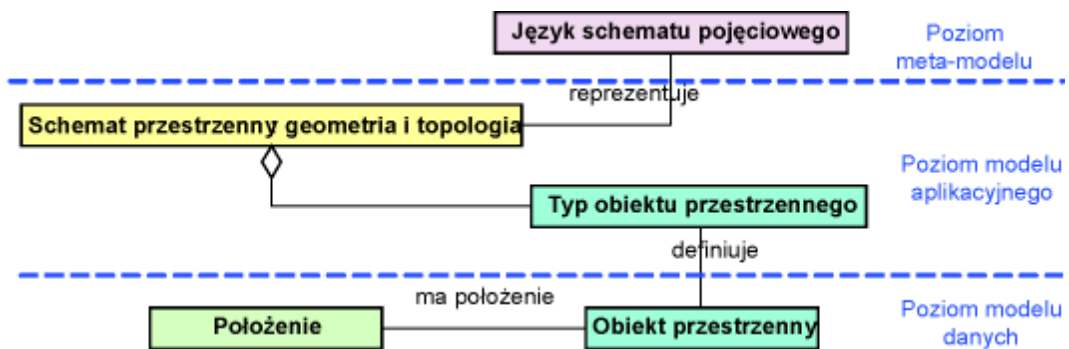 Język schematu pojęciowego
Poziom
meta-modelu
reprezentuje
Schemat przestrzenny geometria i topologia
Poziom modelu
aplikacyjnego
Typ obiektu przestrzennego
definiuje
ma położenie
Położenie
Obiekt przestrzenny
Poziom modelu
danych